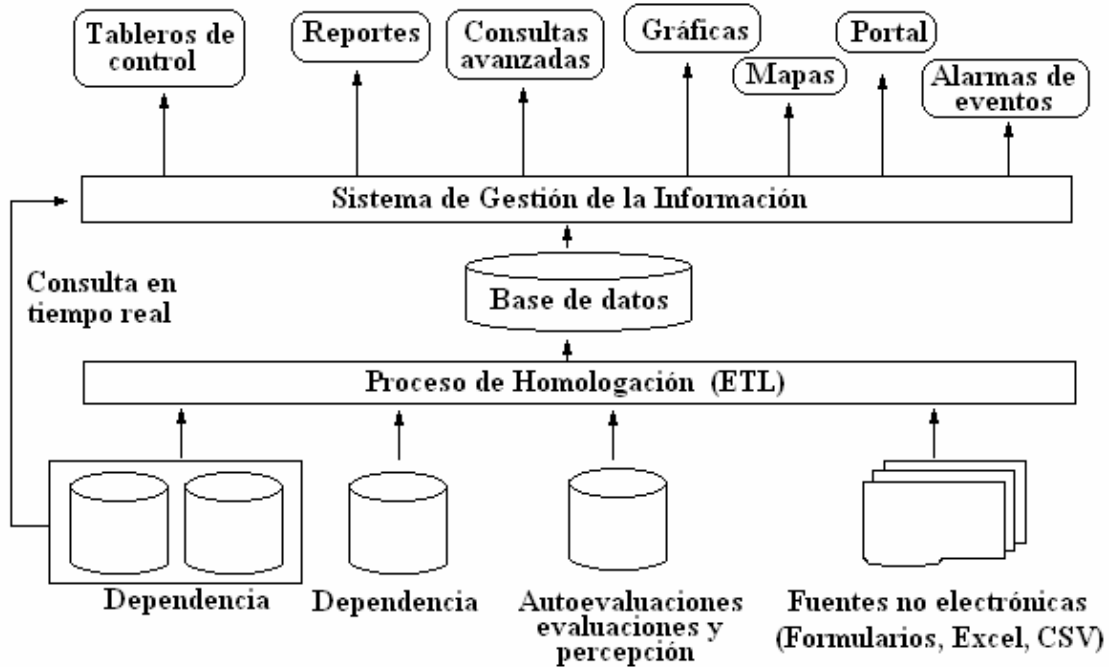 Tableros de
control
Reportes
Consultas
avanzadas
Gráficas
Mapas
Portal
Alarmas de
eventos
Sistema de Gestión de la Información
Consulta en
tiempo real
Base de datos
Proceso de Homologación (ETL)
Dependencia
Dependencia
Autoevaluaciones
evaluaciones y
percepción
Fuentes no electrónicas
(Formularios, Excel, CSV)